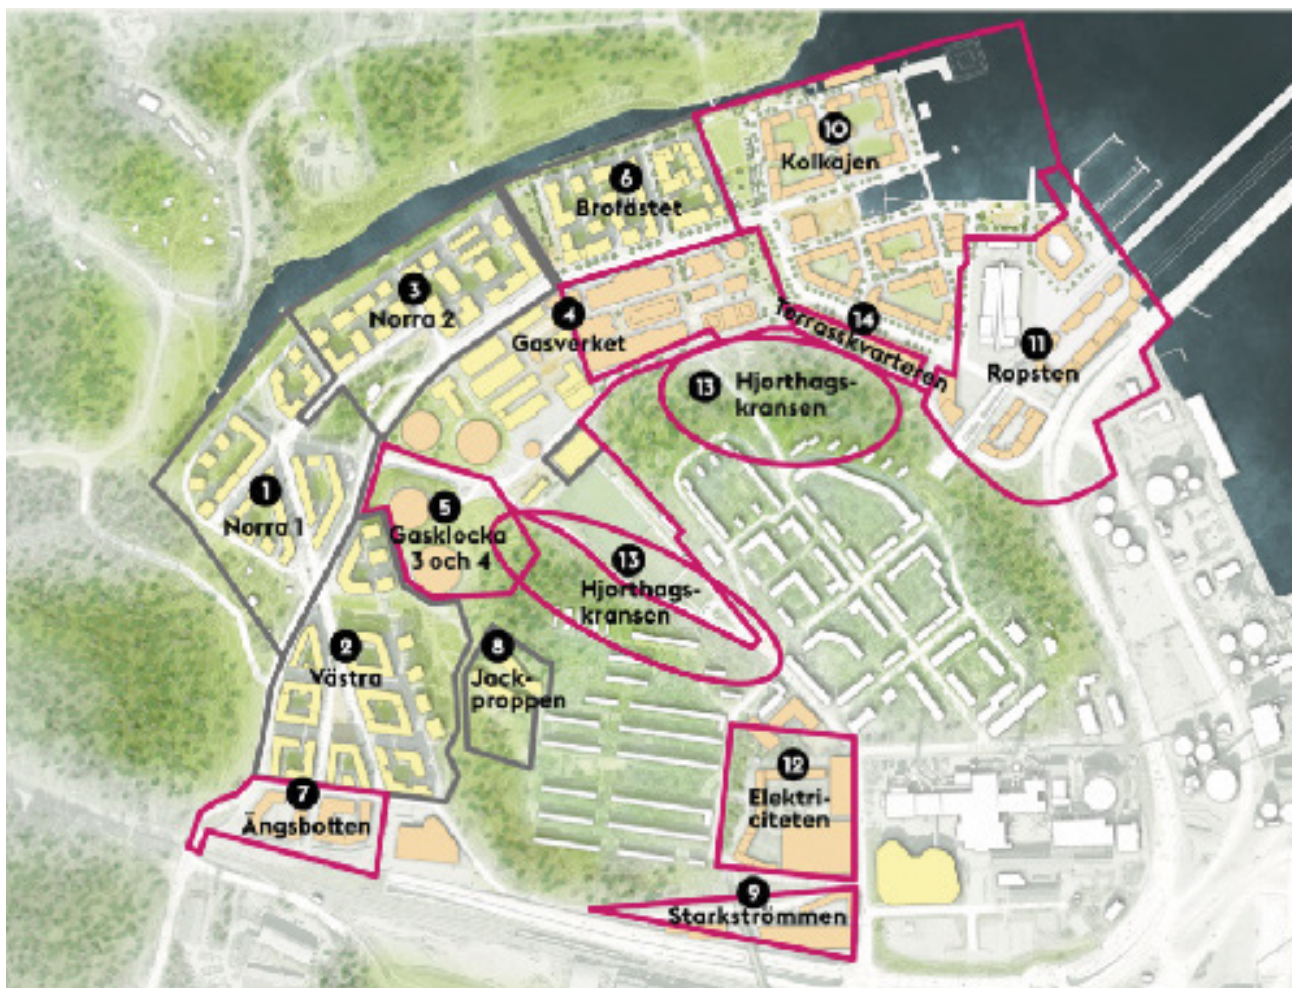 10
Kolkajen
6
Brofästet
3
Norra 2
4
Gasverket
14
Terrasskvarteren
11
Ropsten
13
Hjorthags-
kransen
1
Norra 1
5
Gasklocka
3 och 4
13
Hjorthags-
kransen
2
Västra
8
Jack-
proppen
12
Elektri-
citeten
7
Ängsbotten
9
Starkströmmen